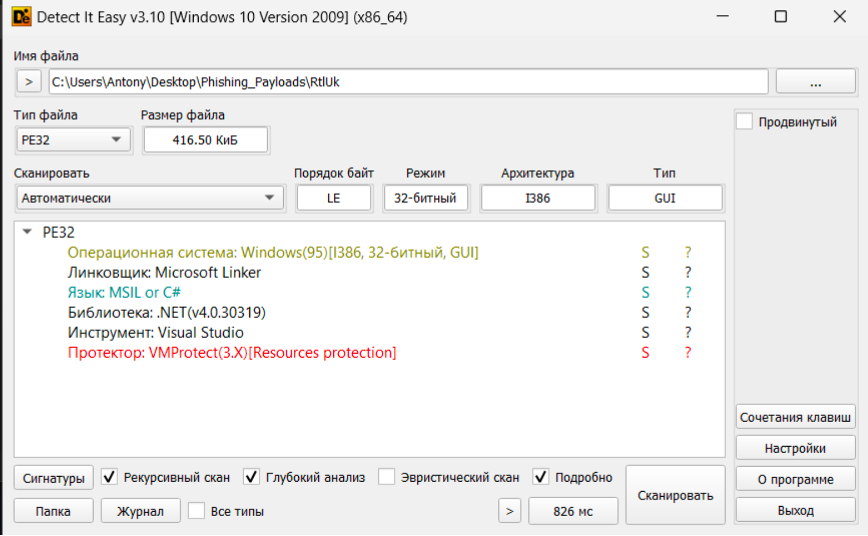 Detect It Easy v3.10 [Windows 10 Version 2009] (x86_64)
Имя файла
> C:\Users\Antony\Desktop\Phishing_Payloads\RtlUk ...
Тип файла Размер файла
PE32 416.50 КиБ
Продвинутый
Сканировать Порядок байт Режим Архитектура Тип
Автоматически LE 32-битный I386 GUI
PE32
Операционная система: Windows(95)[I386, 32-битный, GUI] S ?
Линковщик: Microsoft Linker S ?
Язык: MSIL or C# S ?
Библиотека: .NET(v4.0.30319) S ?
Инструмент: Visual Studio S ?
Протектор: VMProtect(3.X)[Resources protection] S ?
Сочетания клавиш
Настройки
О программе
Выход
Сигнатуры Рекурсивный скан Глубокий анализ Эвристический скан Подробно Сканировать
Папка Журнал Все типы > 826 мс